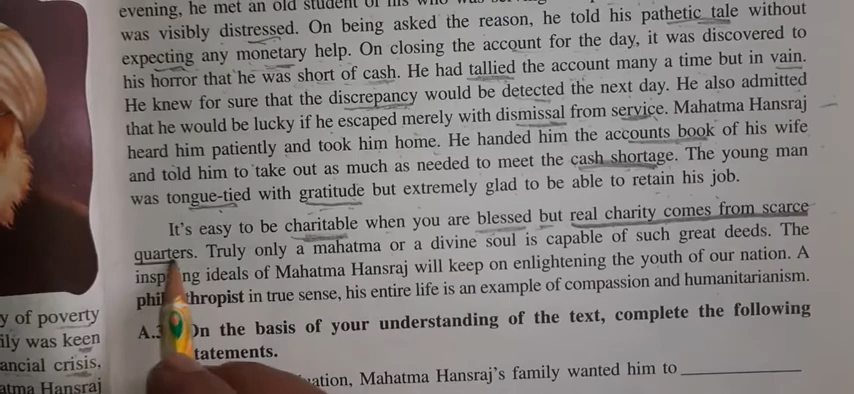 evening, he met an old student of his who was
was visibly distressed. On being asked the reason, he told his pathetic tale without
expecting any monetary help. On closing the account for the day, it was discovered to
his horror that he was short of cash. He had tallied the account many a time but in vain.
He knew for sure that the discrepancy would be detected the next day. He also admitted
that he would be lucky if he escaped merely with dismissal from service. Mahatma Hansraj
heard him patiently and took him home. He handed him the accounts book of his wife
and told him to take out as much as needed to meet the cash shortage. The young man
was tongue-tied with gratitude but extremely glad to be able to retain his job.
It's easy to be charitable when you are blessed but real charity comes from scarce
quarters. Truly only a mahatma or a divine soul is capable of such great deeds. The
ideals of Mahatma Hansraj will keep on enlightening the youth of our nation. A
in true sense, his entire life is an example of compassion and humanitarianism.
On the basis of your understanding of the text, complete the following
Mahatma Hansraj's family wanted him to
y of poverty
ily was keen
ancial crisis,
atma Hansraj